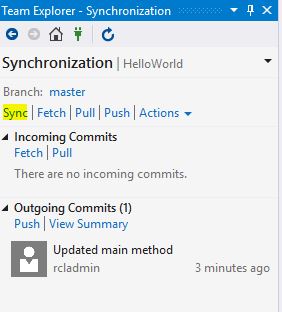 Team Explorer - Synchronization
Synchronization | HelloWorld
Branch: master
Sync | Fetch | Pull | Push | Actions
Incoming Commits
Fetch | Pull
There are no incoming commits.
Outgoing Commits (1)
Push | View Summary
Updated main method
rcladmin 3 minutes ago